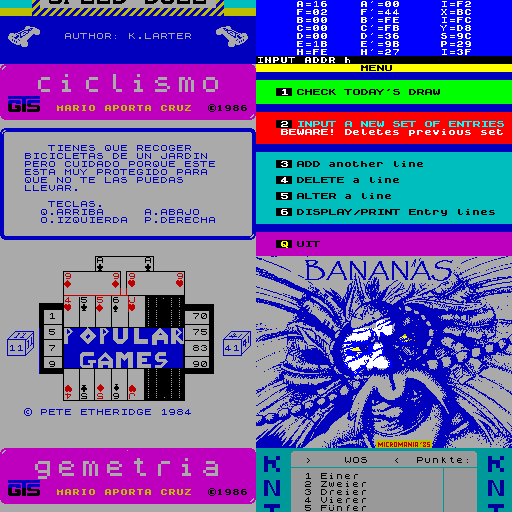 SPEED DUEL
AUTHOR: K.LARTER
ciclismo
GTS
MARIO APORTA CRUZ ©1986
TIENES QUE RECOGER
BICICLETAS DE UN JARDIN
PERO CUIDADO PORQUE ESTE
ESTA MUY PROTEGIDO PARA
QUE NO TE LAS PUEDAS
LLEVAR.
TECLAS.
Q.ARRIBA A.ABAJO
O.IZQUIERDA P.DERECHA
A A
1 70
5 75
7 83
9 90
11 41
POPULAR
GAMES
© PETE ETHERIDGE 1984
gemetria
GTS
MARIO APORTA CRUZ ©1986
A=16 A'=00 I=F2
F=02 F'=44 X=BC
B=00 B'=FE I=FC
C=00 C'=FB Y=D8
D=00 D'=36 S=9C
E=1B E'=9B P=29
H=FE H'=27 I=3F
INPUT ADDR h
MENU
1 CHECK TODAY'S DRAW
2 INPUT A NEW SET OF ENTRIES
BEWARE! Deletes previous set
3 ADD another line
4 DELETE a line
5 ALTER a line
6 DISPLAY/PRINT Entry lines
Q UIT
BANANAS
MICROMANIA'85
K N T
> WOS < Punkte:
1 Einer
2 Zweier
3 Dreier
4 Vierer
5 Fünfer
K N T